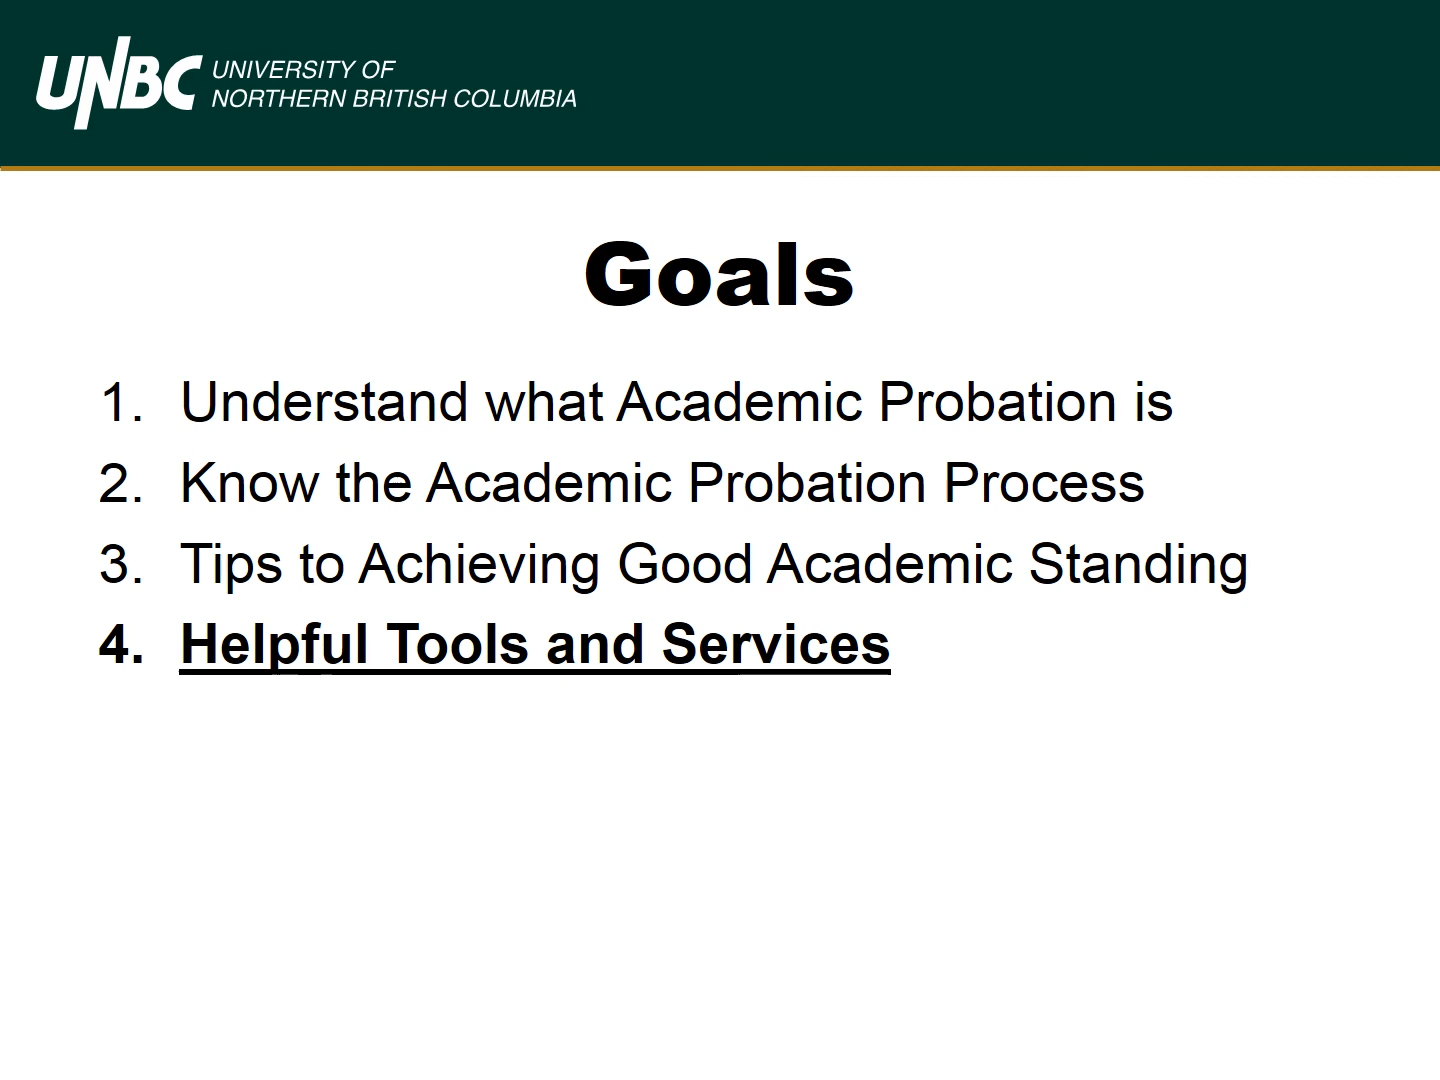 UNBC UNIVERSITY OF
NORTHERN BRITISH COLUMBIA
Goals
1. Understand what Academic Probation is
2. Know the Academic Probation Process
3. Tips to Achieving Good Academic Standing
4. Helpful Tools and Services